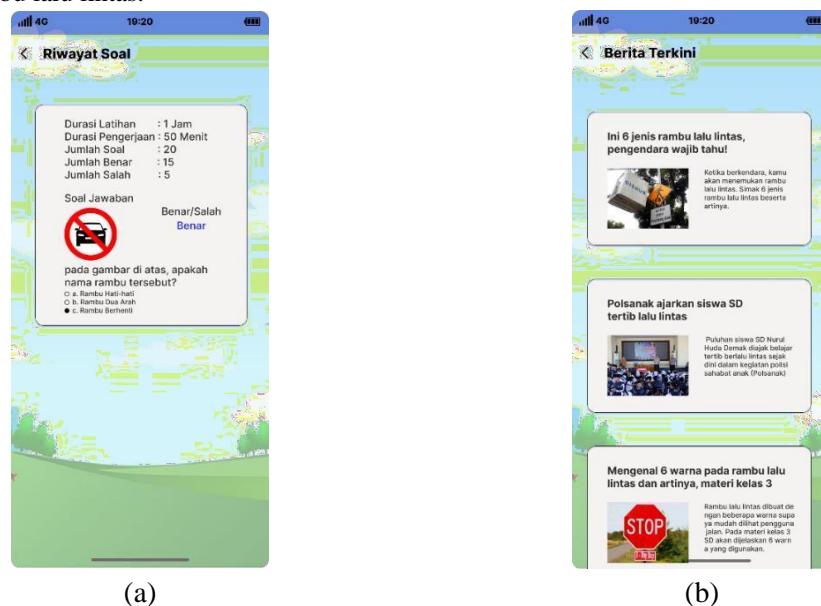 lalu lintas.
4G 19:20
Riwayat Soal
Durasi Latihan : 1 Jam
Durasi Pengerjaan : 50 Menit
Jumlah Soal : 20
Jumlah Benar : 15
Jumlah Salah : 5
Soal Jawaban
Benar/Salah
Benar
pada gambar di atas, apakah
nama rambu tersebut?
a. Rambu Hati-hati
b. Rambu Dua Arah
c. Rambu Berhenti
(a)
4G 19:20
Berita Terkini
Ini 6 jenis rambu lalu lintas,
pengendara wajib tahu!
Ketika berkendara, kamu
akan menemukan rambu
lalu lintas. Simak 6 jenis
rambu lalu lintas beserta
artinya.
Polsanak ajarkan siswa SD
tertib lalu lintas
Puluhan siswa SD Nurul
Huda Demak diajak belajar
tertib berlalu lintas sejak
dini dalam kegiatan polisi
sahabat anak (Polsanak)
Mengenal 6 warna pada rambu lalu
lintas dan artinya, materi kelas 3
STOP
Rambu lalu lintas dibuat de
ngan beberapa warna supa
ya mudah dilihat pengguna
jalan. Pada materi kelas 3
SD akan dijelaskan 6 warn
a yang digunakan.
(b)